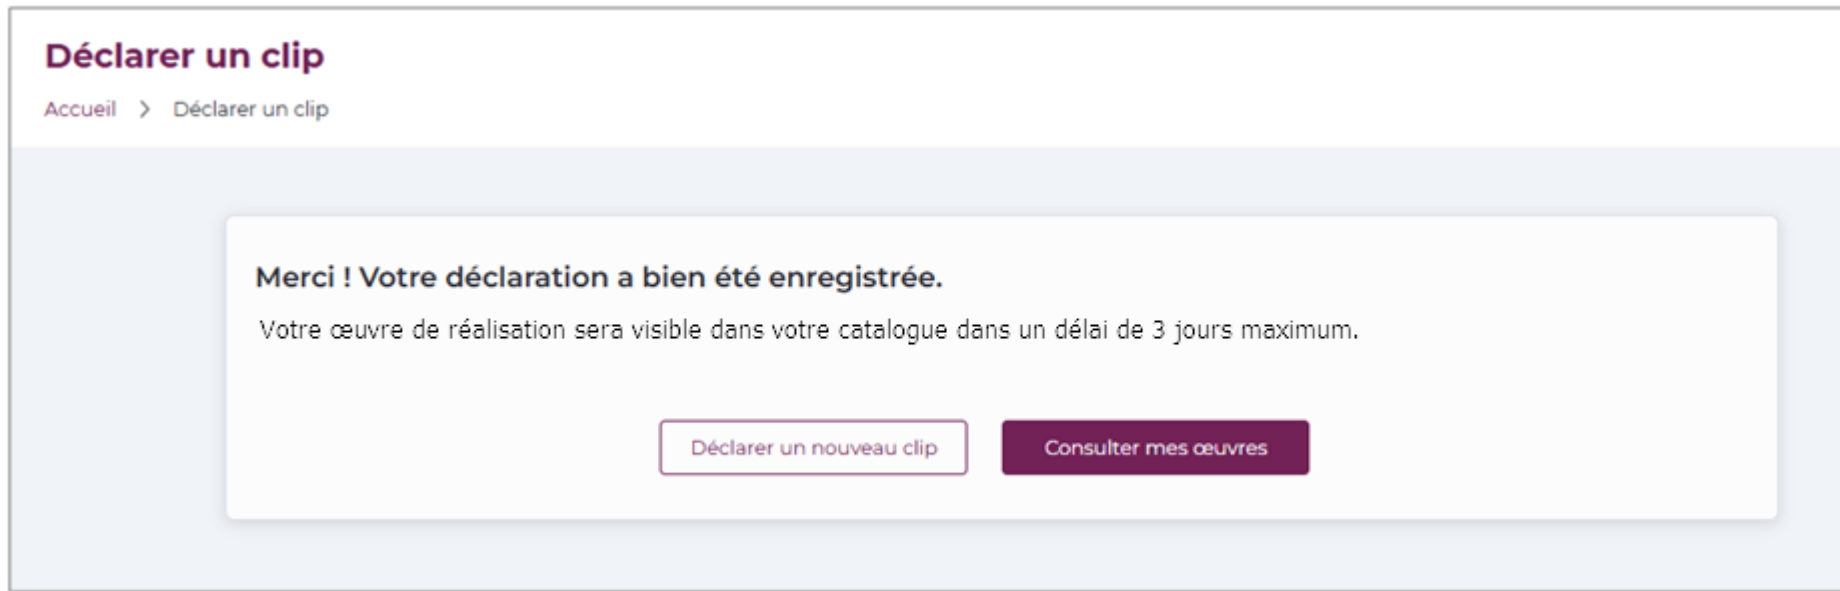 Déclarer un clip
Accueil > Déclarer un clip
Merci ! Votre déclaration a bien été enregistrée.
Votre œuvre de réalisation sera visible dans votre catalogue dans un délai de 3 jours maximum.
Déclarer un nouveau clip
Consulter mes œuvres